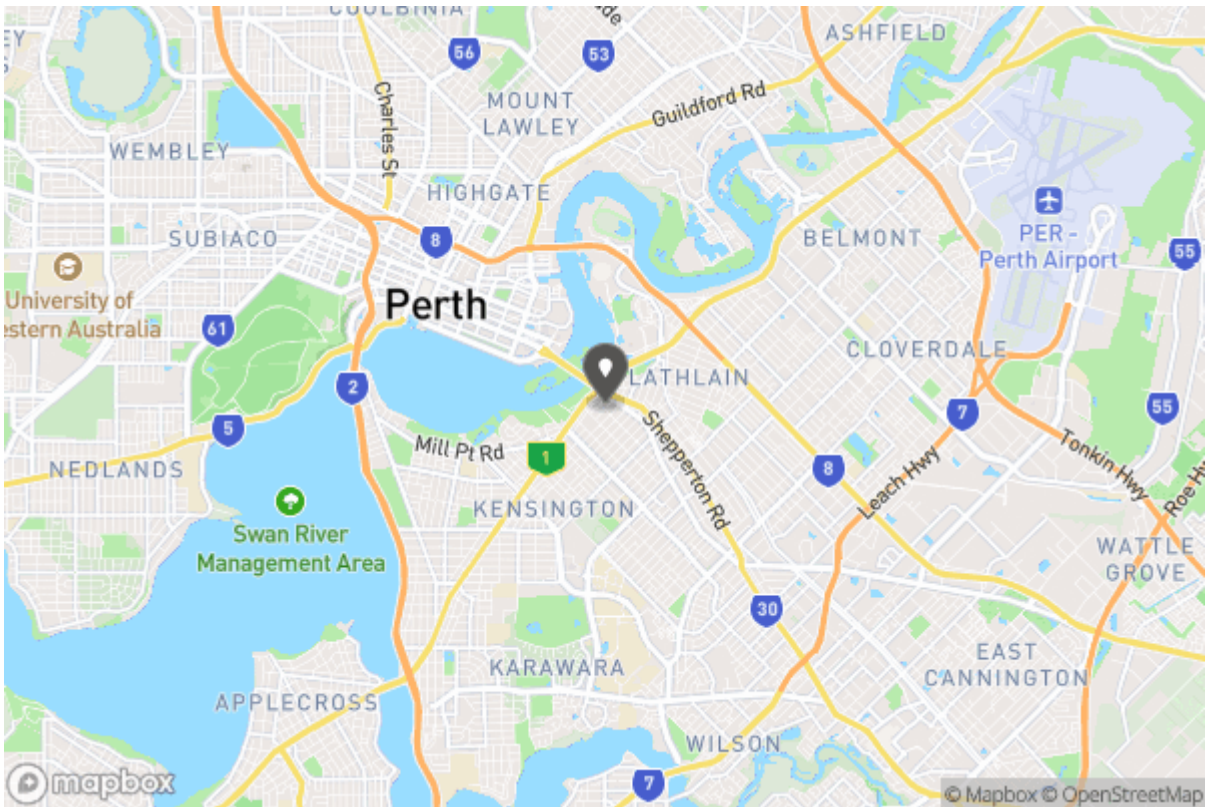 COOLBINIA
ASHFIELD
56
53
MOUNT
LAWLEY
Guildford Rd
Charles St
WEMBLEY
HIGHGATE
SUBIACO
8
BELMONT
PER -
Perth Airport
55
University of
estern Australia
Perth
61
CLOVERDALE
LATHLAIN
2
7
55
5
Mill Pt Rd
Shepperton Rd
Tonkin Hwy
1
8
Leach Hwy
NEDLANDS
KENSINGTON
Roe Hw
Swan River
Management Area
WATTLE
GROVE
30
KARAWARA
EAST
CANNINGTON
APPLECROSS
WILSON
7
mapbox
© Mapbox © OpenStreetMap